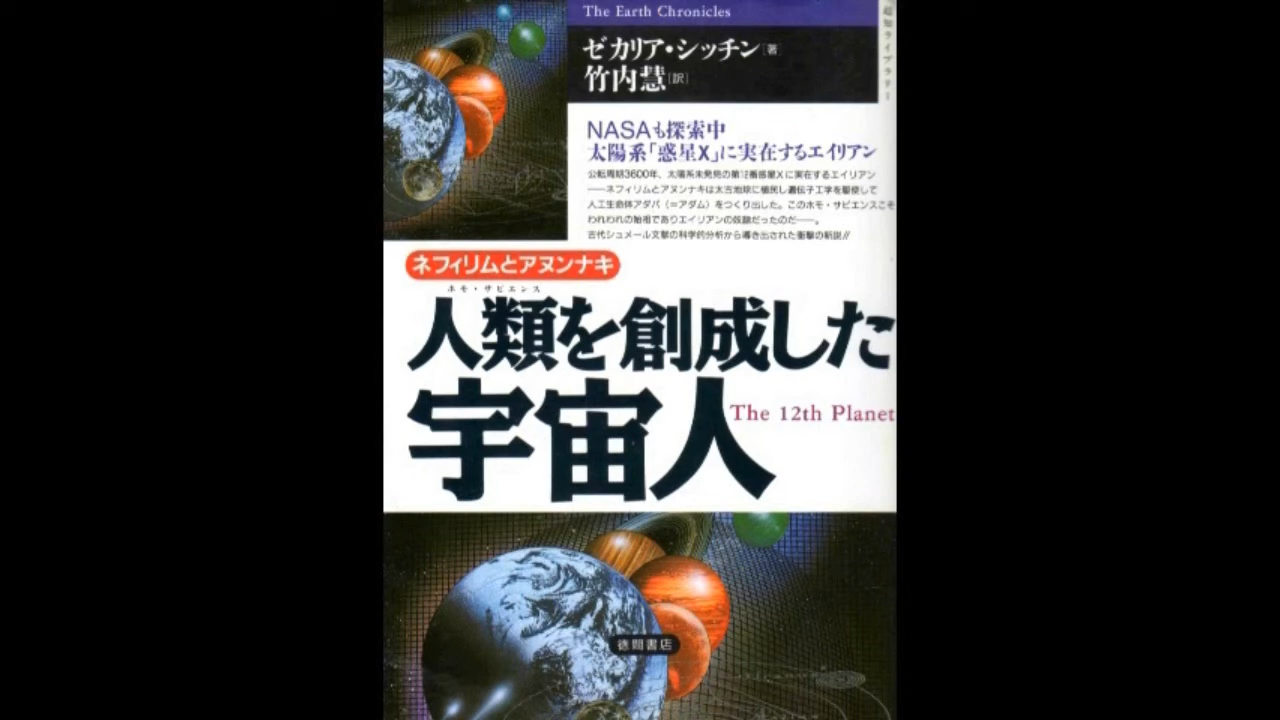 The Earth Chronicles
超知ライブラリー
ゼカリア・シッチン[著]
竹内慧[訳]
NASAも探索中
太陽系「惑星X」に実在するエイリアン
公転周期3600年、太陽系未発見の第12番惑星Xに実在するエイリアン
──ネフィリムとアヌンナキは太古地球に植民し遺伝子工学を駆使して
人工生命体アダパ(=アダム)をつくり出した。このホモ・サピエンスこそ
われわれの始祖でありエイリアンの奴隷だったのだ──。
古代シュメール文献の科学的分析から導き出された衝撃の新説!!
ネフィリムとアヌンナキ
ホモ・サピエンス
人類を創成した
宇宙人
The 12th Planet
徳間書店